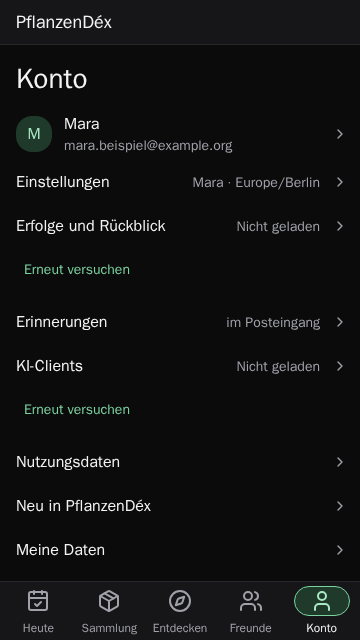 PflanzenDéx
Konto
M
Mara
mara.beispiel@example.org
Einstellungen Mara · Europe/Berlin
Erfolge und Rückblick Nicht geladen
Erneut versuchen
Erinnerungen im Posteingang
KI-Clients Nicht geladen
Erneut versuchen
Nutzungsdaten
Neu in PflanzenDéx
Meine Daten
Heute Sammlung Entdecken Freunde Konto